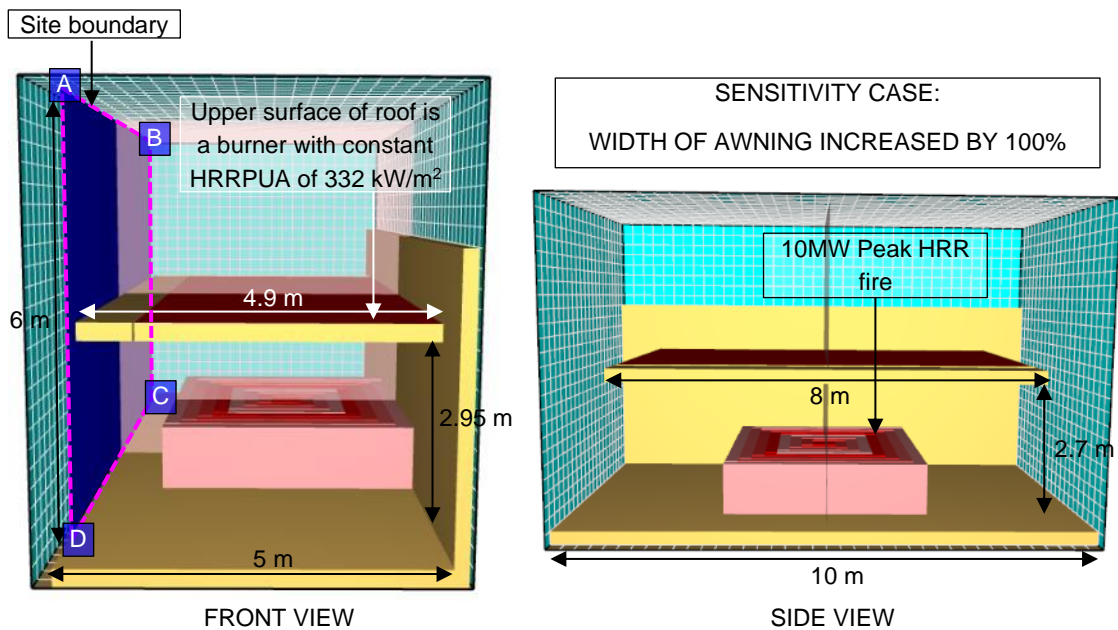 Site boundary
A
B
Upper surface of roof is
a burner with constant
HRRPUA of 332 kW/m²
4.9 m
6 m
C
2.95 m
D
5 m
FRONT VIEW
SENSITIVITY CASE:
WIDTH OF AWNING INCREASED BY 100%
10MW Peak HRR
fire
8 m
2.7 m
10 m
SIDE VIEW